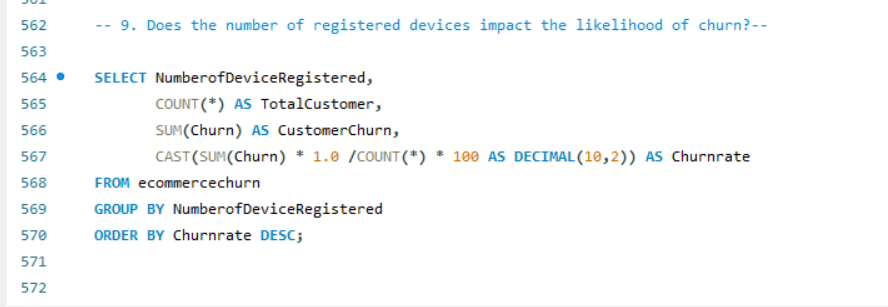 562 -- 9. Does the number of registered devices impact the likelihood of churn?--
563
564 SELECT NumberofDeviceRegistered,
565 COUNT(*) AS TotalCustomer,
566 SUM(Churn) AS CustomerChurn,
567 CAST(SUM(Churn) * 1.0 /COUNT(*) * 100 AS DECIMAL(10,2)) AS Churnrate
568 FROM ecommercechurn
569 GROUP BY NumberofDeviceRegistered
570 ORDER BY Churnrate DESC;
571
572